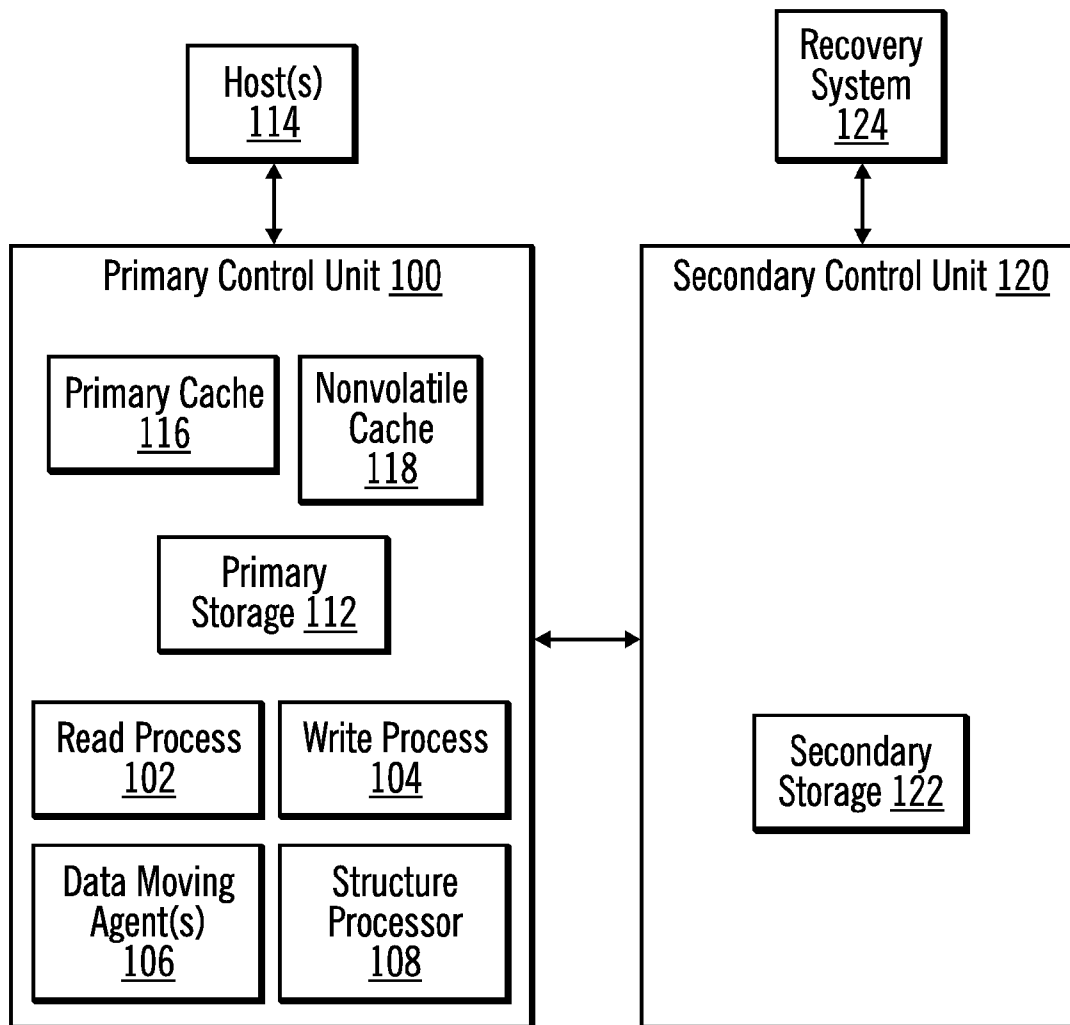 Host(s)
114
Recovery
System
124
Primary Control Unit 100
Primary Cache
116
Nonvolatile
Cache
118
Primary
Storage 112
Read Process
102
Write Process
104
Data Moving
Agent(s)
106
Structure
Processor
108
Secondary Control Unit 120
Secondary
Storage 122